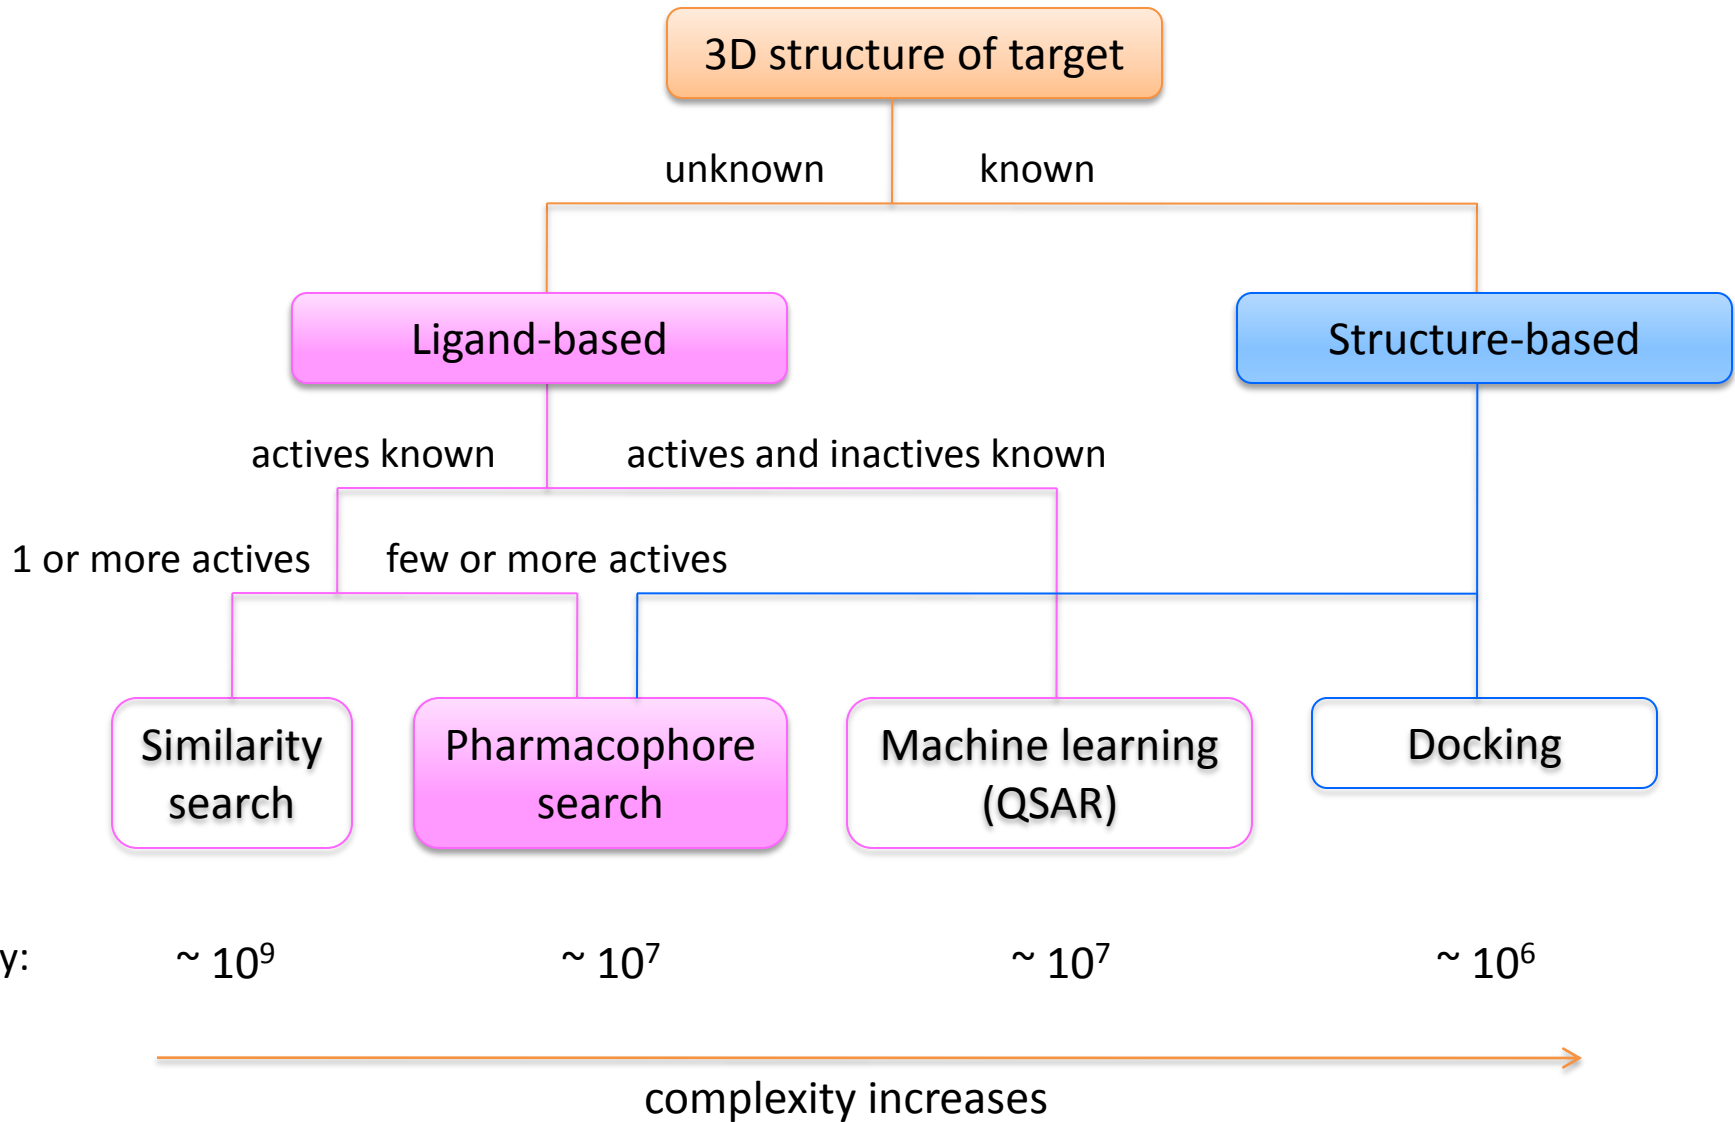 3D structure of target
unknown
known
Ligand-based
Structure-based
actives known
actives and inactives known
1 or more actives
few or more actives
Similarity
search
Pharmacophore
search
Machine learning
(QSAR)
Docking
y:
~ 10⁹
~ 10⁷
~ 10⁷
~ 10⁶
complexity increases